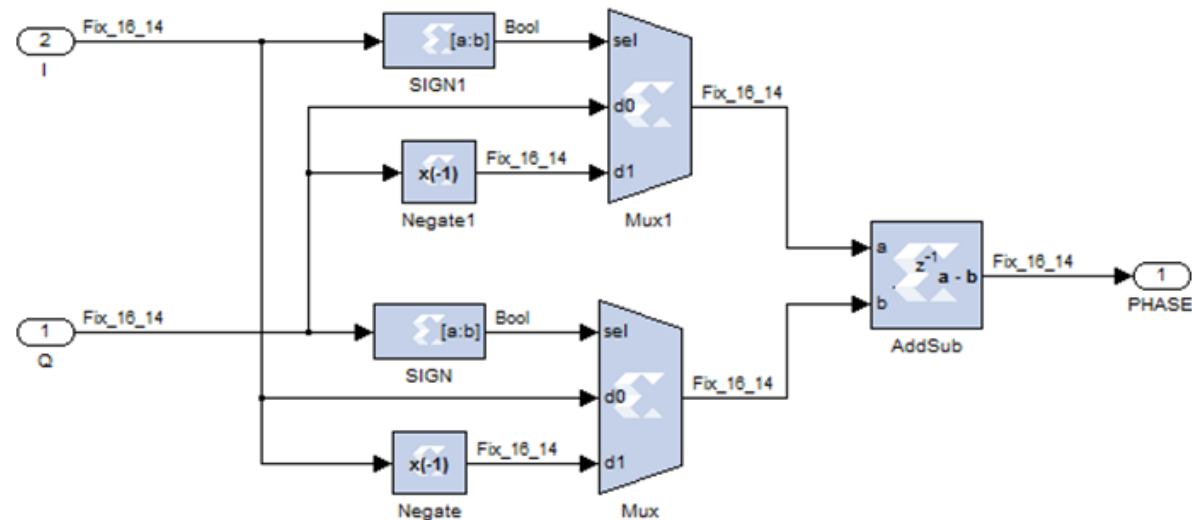 2
I
Fix_16_14
[a:b]
SIGN1
Bool
sel
d0
d1
Mux1
Fix_16_14
x(-1)
Negate1
Fix_16_14
1
Q
Fix_16_14
[a:b]
SIGN
Bool
sel
d0
d1
Mux
Fix_16_14
x(-1)
Negate
Fix_16_14
a
b
z-1
a - b
AddSub
Fix_16_14
1
PHASE